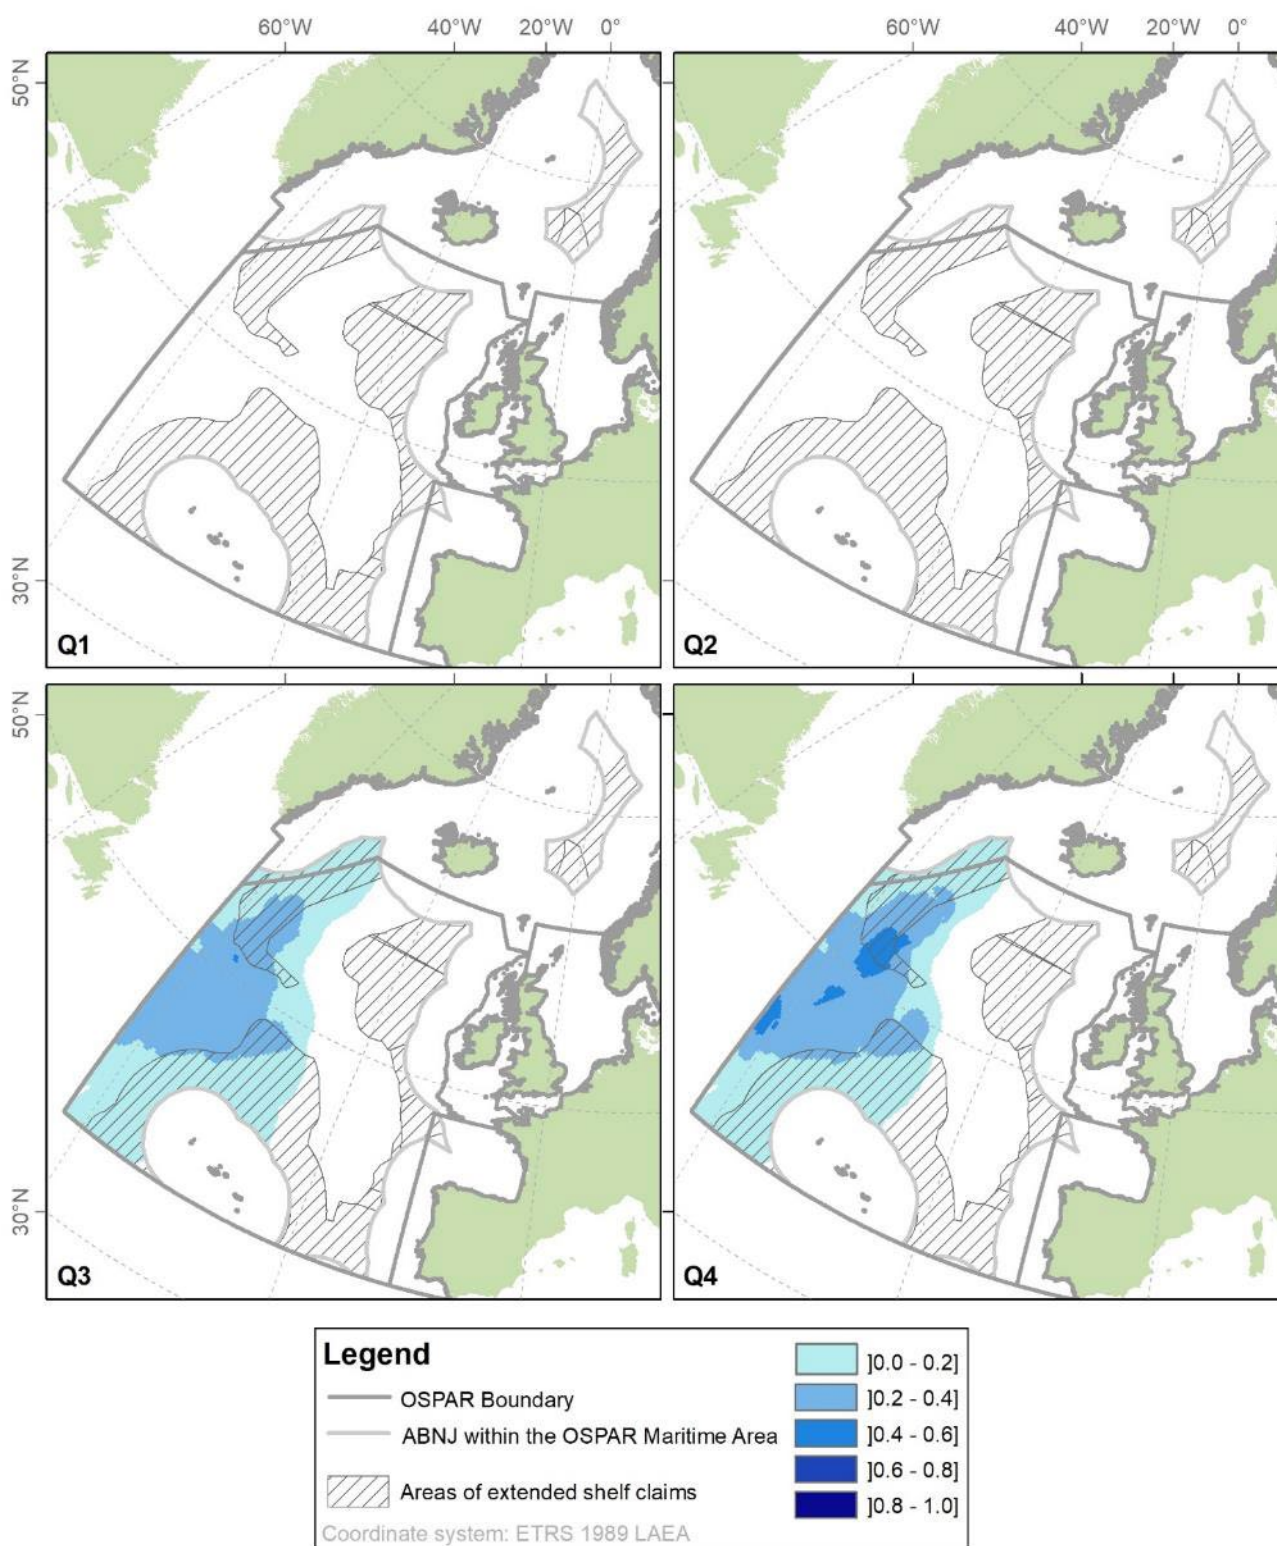 60°W 40°W 20°W 0° 60°W 40°W 20°W 0°
50°N
30°N
Q1 Q2
50°N
30°N
Q3 Q4
Legend
OSPAR Boundary
ABNJ within the OSPAR Maritime Area
Areas of extended shelf claims
Coordinate system: ETRS 1989 LAEA
]0.0 - 0.2]
]0.2 - 0.4]
]0.4 - 0.6]
]0.6 - 0.8]
]0.8 - 1.0]